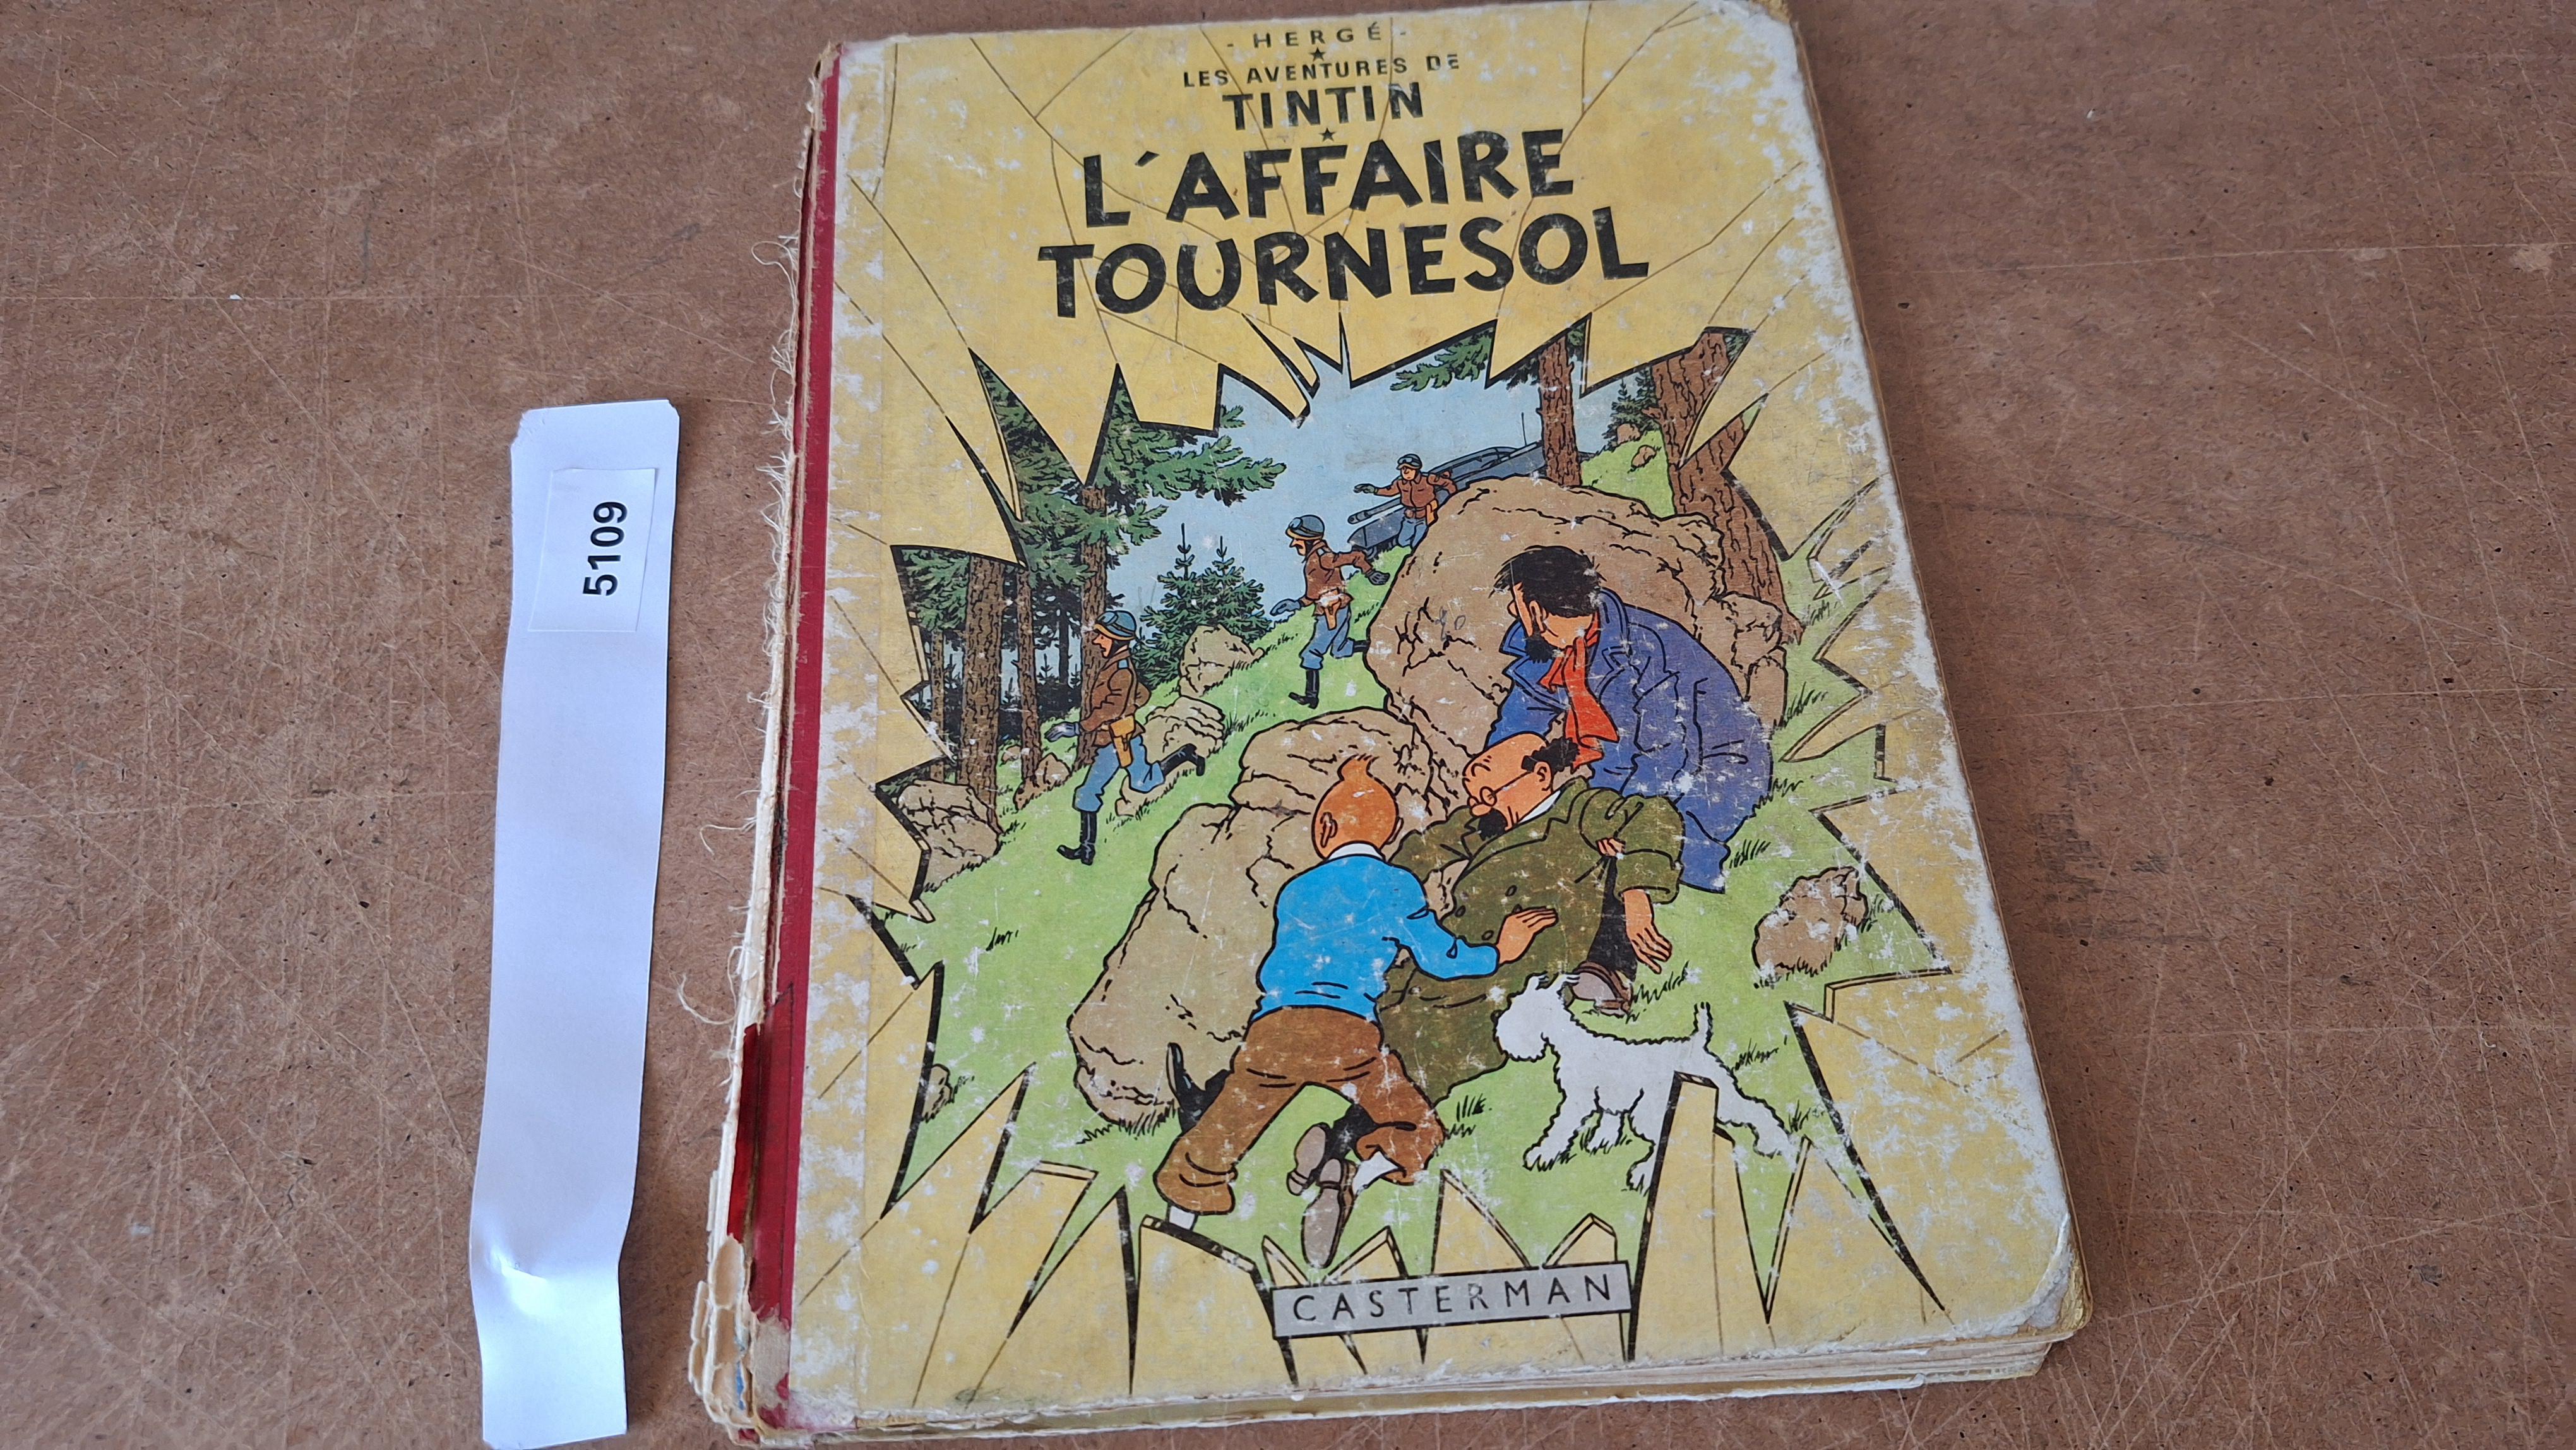 - HERGÉ -
LES AVENTURES DE
TINTIN
L'AFFAIRE
TOURNESOL
CASTERMAN
5109